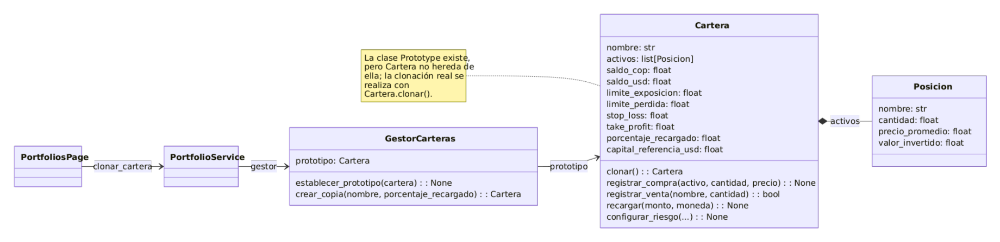 PortfoliosPage
clonar_cartera
PortfolioService
gestor
GestorCarteras
prototipo: Cartera
establecer_prototipo(cartera) : : None
crear_copia(nombre, porcentaje_recargado) : : Cartera
prototipo
La clase Prototype existe,
pero Cartera no hereda de
ella; la clonación real se
realiza con
Cartera.clonar().
Cartera
nombre: str
activos: list[Posicion]
saldo_cop: float
saldo_usd: float
limite_exposicion: float
limite_perdida: float
stop_loss: float
take_profit: float
porcentaje_recargado: float
capital_referencia_usd: float
clonar() : : Cartera
registrar_compra(activo, cantidad, precio) : : None
registrar_venta(nombre, cantidad) : : bool
recargar(monto, moneda) : : None
configurar_riesgo(...) : : None
activos
Posicion
nombre: str
cantidad: float
precio_promedio: float
valor_invertido: float